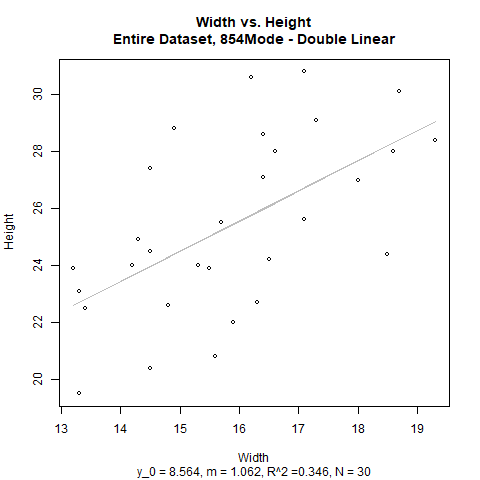 Width vs. Height
Entire Dataset, 854Mode - Double Linear
Height
30
28
26
24
22
20
13 14 15 16 17 18 19
Width
y_0 = 8.564, m = 1.062, R^2 =0.346, N = 30